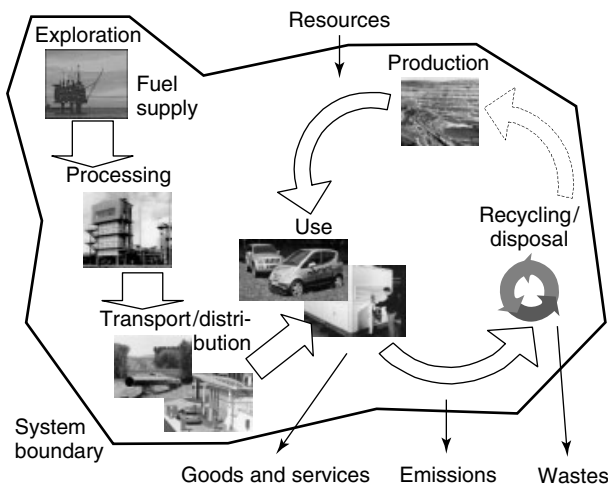 Resources
Exploration
Fuel
supply
Production
Processing
Use
Recycling/
disposal
Transport/distri-
bution
System
boundary
Goods and services
Emissions
Wastes